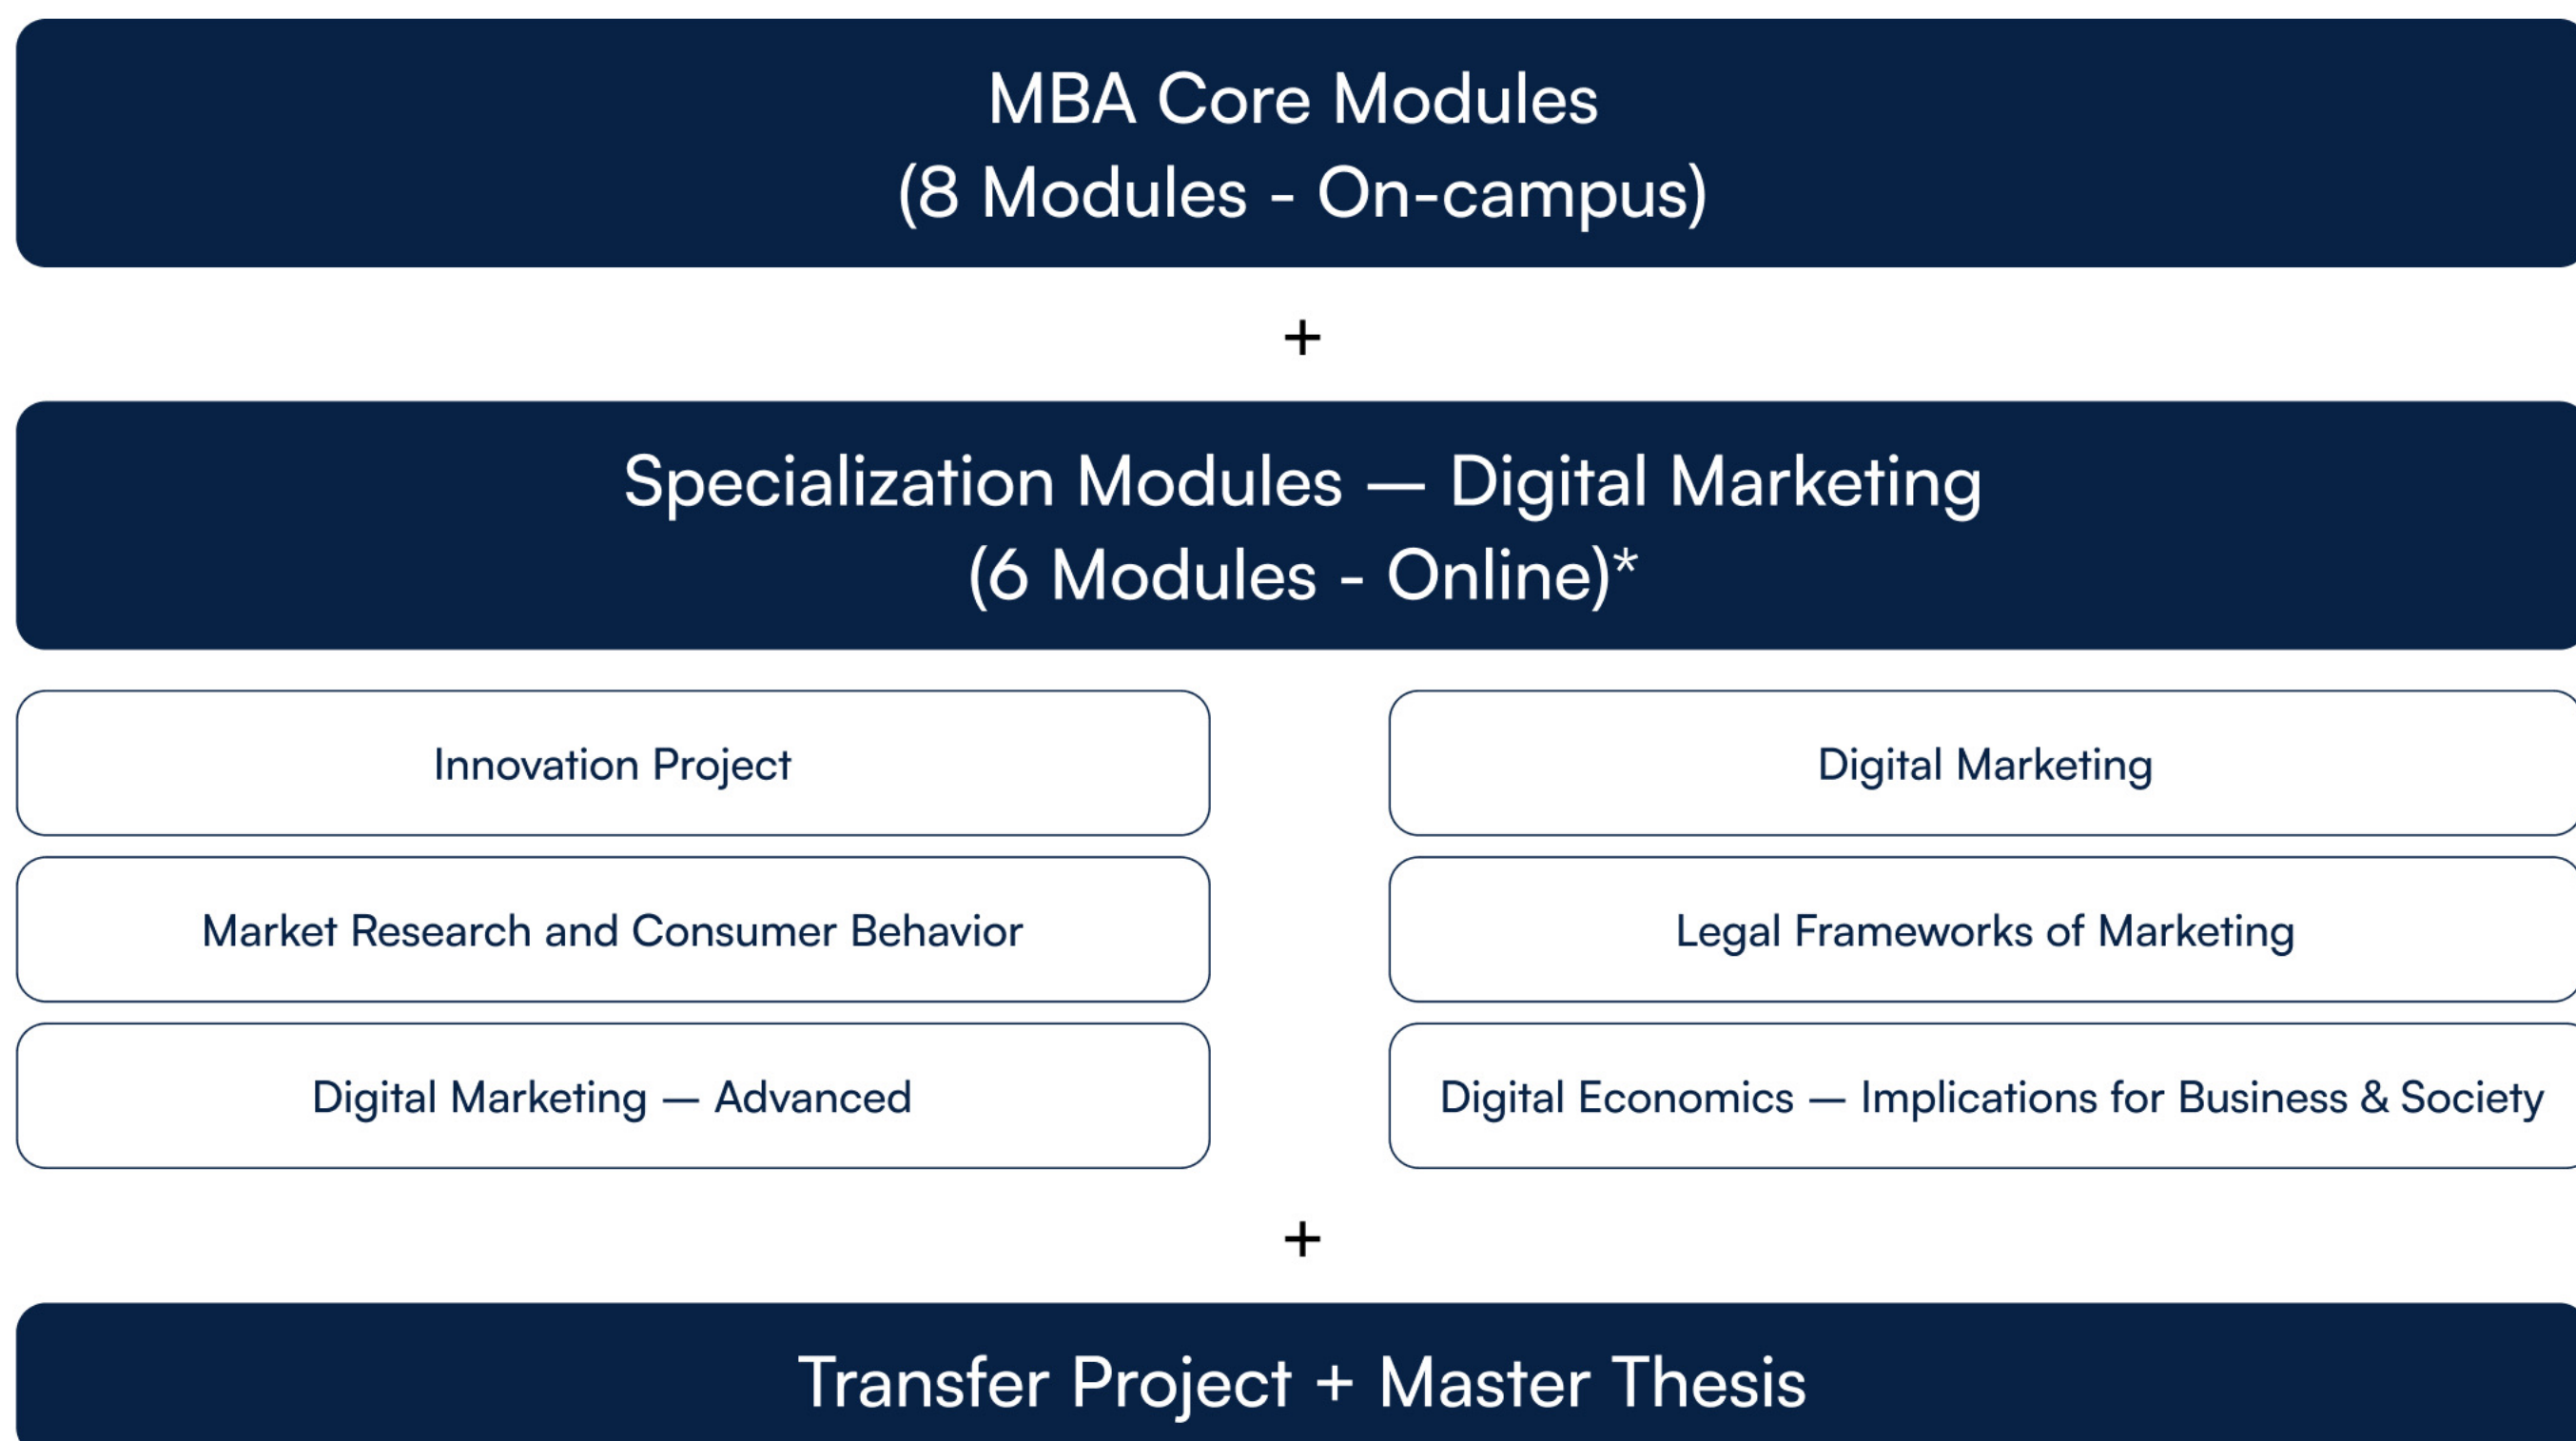 MBA Core Modules
(8 Modules - On-campus)
+
Specialization Modules — Digital Marketing
(6 Modules - Online)*
Innovation Project
Digital Marketing
Market Research and Consumer Behavior
Legal Frameworks of Marketing
Digital Marketing — Advanced
Digital Economics — Implications for Business & Society
+
Transfer Project + Master Thesis